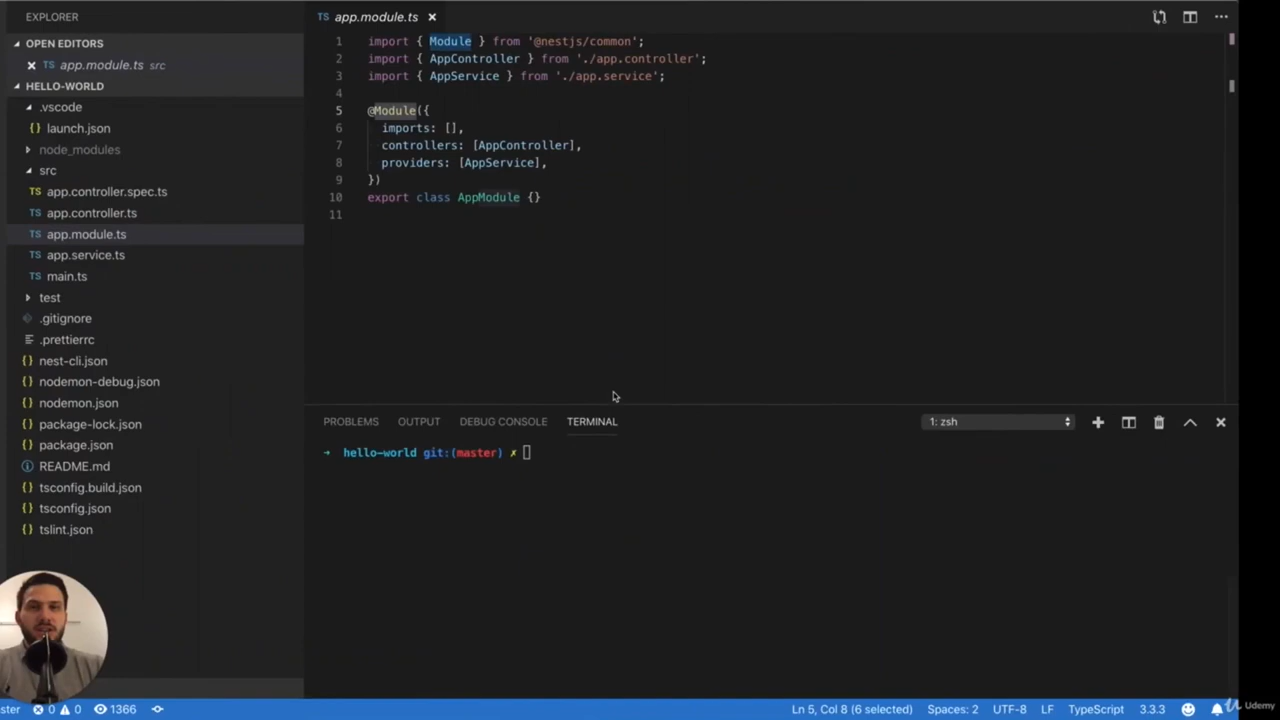 EXPLORER
OPEN EDITORS
app.module.ts src
HELLO-WORLD
.vscode
{} launch.json
node_modules
src
TS app.controller.spec.ts
TS app.controller.ts
TS app.module.ts
TS app.service.ts
TS main.ts
test
.gitignore
.prettierrc
{} nest-cli.json
{} nodemon-debug.json
{} nodemon.json
{} package-lock.json
{} package.json
README.md
{} tsconfig.build.json
{} tsconfig.json
{} tslint.json
TS app.module.ts
1 import { Module } from '@nestjs/common';
2 import { AppController } from './app.controller';
3 import { AppService } from './app.service';
4
5 @Module({
6 imports: [],
7 controllers: [AppController],
8 providers: [AppService],
9 })
10 export class AppModule {}
11
PROBLEMS OUTPUT DEBUG CONSOLE TERMINAL 1: zsh
➜ hello-world git:(master) ✗
ster 0 0 1366 Ln 5, Col 8 (6 selected) Spaces: 2 UTF-8 LF TypeScript 3.3.3
Udemy